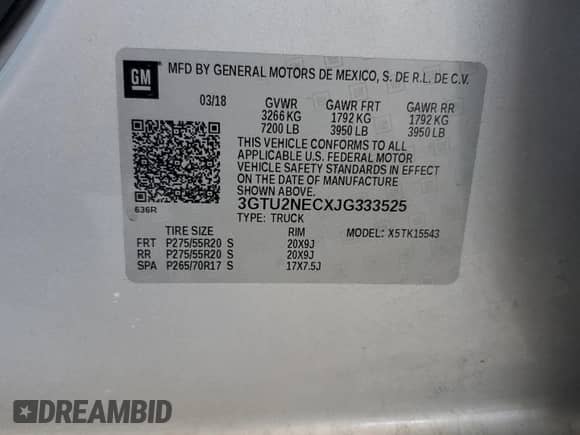 GM
MFD BY GENERAL MOTORS DE MEXICO, S. DE R.L. DE C.V.
03/18 GVWR GAWR FRT GAWR RR
3266 KG 1792 KG 1792 KG
7200 LB 3950 LB 3950 LB
THIS VEHICLE CONFORMS TO ALL
APPLICABLE U.S. FEDERAL MOTOR
VEHICLE SAFETY STANDARDS IN EFFECT
ON THE DATE OF MANUFACTURE
SHOWN ABOVE.
636R 3GTU2NECXJG333525
TYPE: TRUCK
TIRE SIZE RIM MODEL: X5TK15543
FRT P275/55R20 S 20X9J
RR P275/55R20 S 20X9J
SPA P265/70R17 S 17X7.5J
DREAMBID